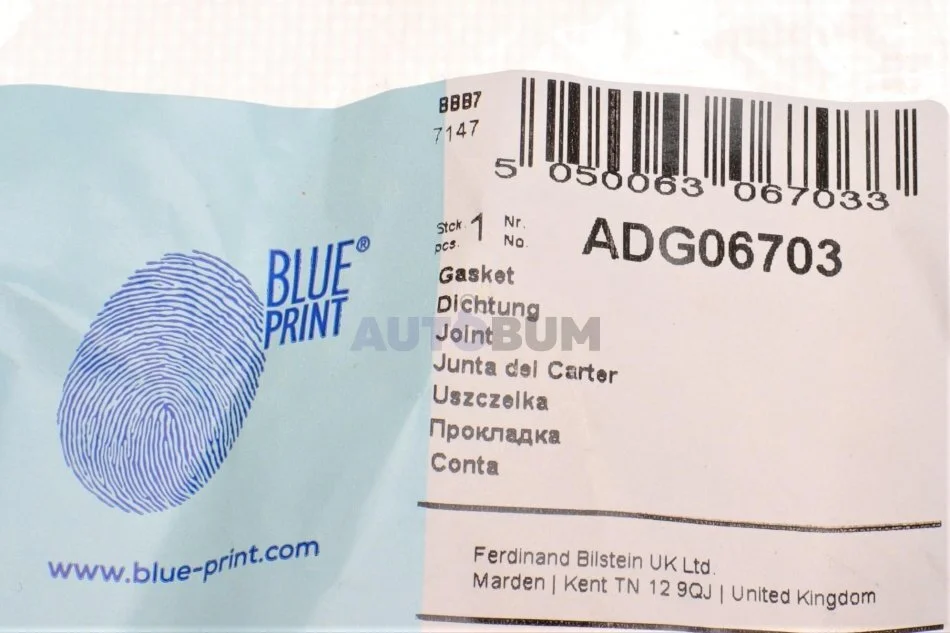 BBB7
7147
5 050063 067033
Stck. 1 Nr.
pcs. No.
ADG06703
Gasket
Dichtung
Joint
Junta del Carter
Uszczelka
Прокладка
Conta
BLUE®
PRINT
AUTOBUM
www.blue-print.com
Ferdinand Bilstein UK Ltd.
Marden | Kent TN 12 9QJ | United Kingdom